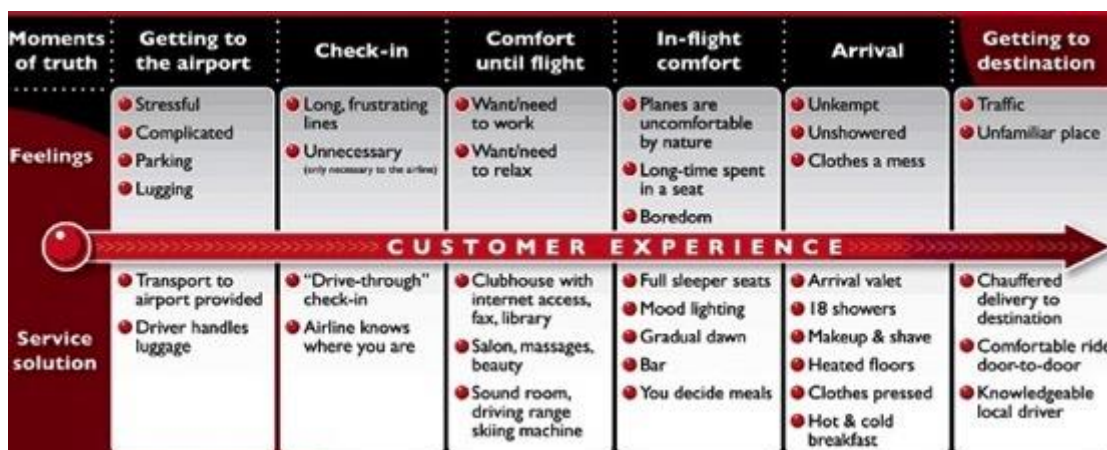 Moments
of truth
Getting to
the airport
Check-in
Comfort
until flight
In-flight
comfort
Arrival
Getting to
destination
Feelings
Stressful
Complicated
Parking
Lugging
Long, frustrating
lines
Unnecessary
(only necessary to the airline)
Want/need
to work
Want/need
to relax
Planes are
uncomfortable
by nature
Long-time spent
in a seat
Boredom
Unkempt
Unshowered
Clothes a mess
Traffic
Unfamiliar place
CUSTOMER EXPERIENCE
Service
solution
Transport to
airport provided
Driver handles
luggage
"Drive-through"
check-in
Airline knows
where you are
Clubhouse with
internet access,
fax, library
Salon, massages,
beauty
Sound room,
driving range
skiing machine
Full sleeper seats
Mood lighting
Gradual dawn
Bar
You decide meals
Arrival valet
18 showers
Makeup & shave
Heated floors
Clothes pressed
Hot & cold
breakfast
Chauffered
delivery to
destination
Comfortable ride
door-to-door
Knowledgeable
local driver